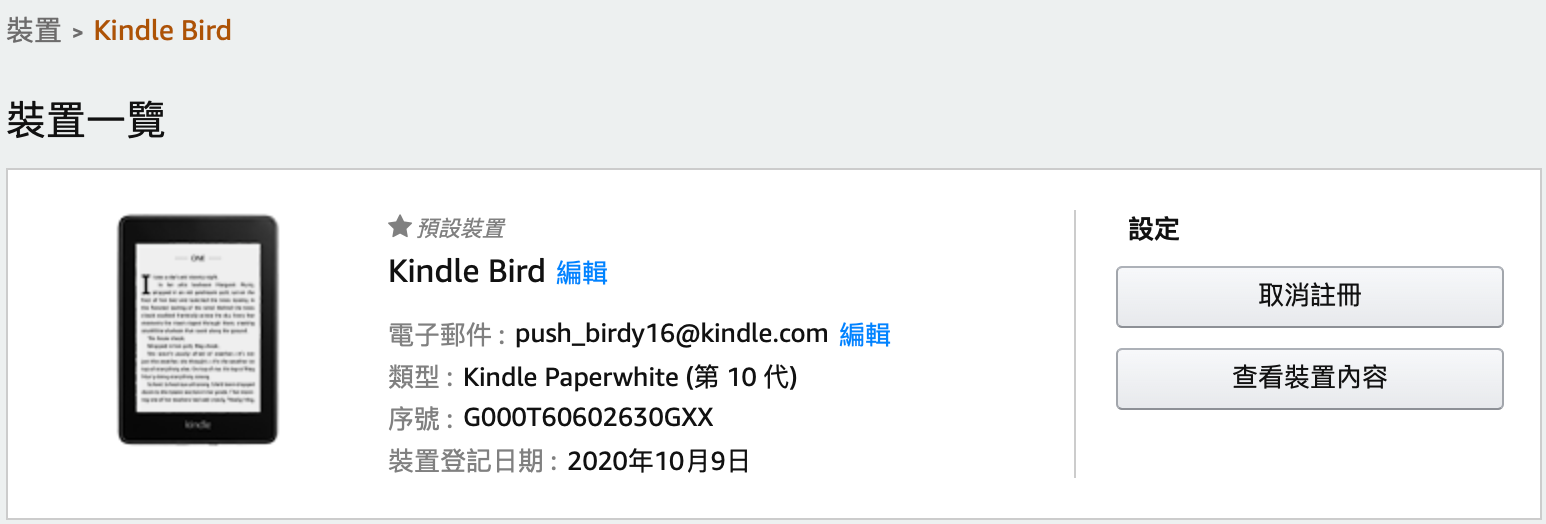 裝置 > Kindle Bird
裝置一覽
★ 預設裝置
Kindle Bird 編輯
電子郵件 : push_birdy16@kindle.com 編輯
類型 : Kindle Paperwhite (第 10 代)
序號 : G000T60602630GXX
裝置登記日期 : 2020年10月9日
設定
取消註冊
查看裝置內容
ONE
kindle